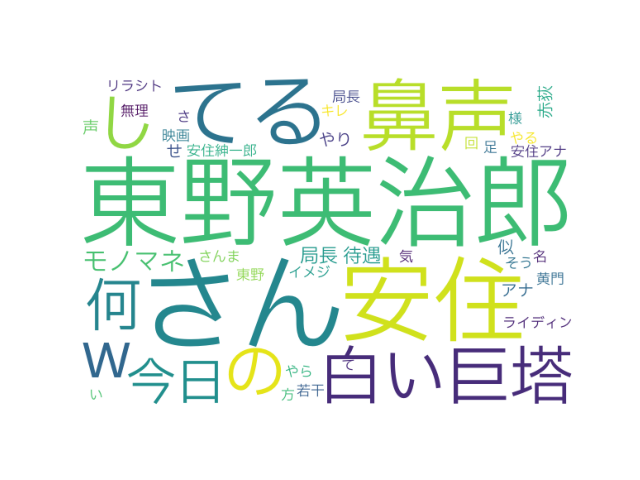 リラシト
局長
赤荻
し
てる
鼻声
声
無理
さ
キレ
様
映画
やり
回
やる
せ
安住紳一郎
足
安住アナ
東野英治郎
モノマネ
さんま
局長 待遇
気
似
そう
名
東野
イメジ
アナ
黄門
何
さん
安住
ライディン
w
今日
の
やら
て
白い巨塔
い
方
若干